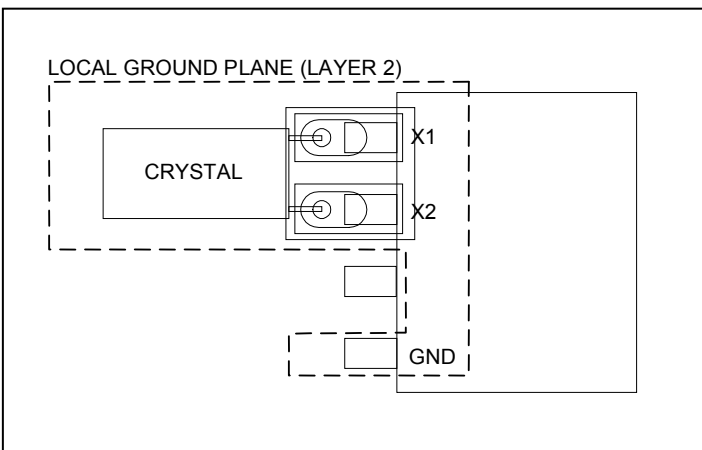 LOCAL GROUND PLANE (LAYER 2)
X1
CRYSTAL
X2
GND